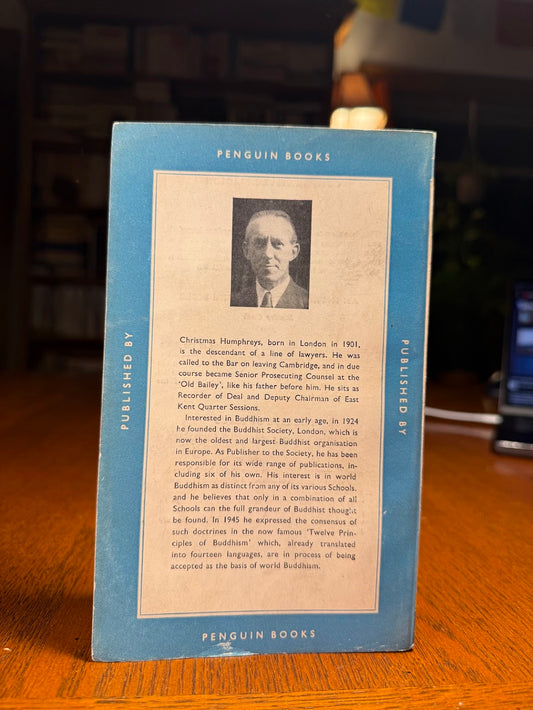 PENGUIN BOOKS
PUBLISHED BY
PUBLISHED BY
Christmas Humphreys, born in London in 1901,
is the descendant of a line of lawyers. He was
called to the Bar on leaving Cambridge, and in due
course became Senior Prosecuting Counsel at the
'Old Bailey', like his father before him. He sits as
Recorder of Deal and Deputy Chairman of East
Kent Quarter Sessions.
Interested in Buddhism at an early age, in 1924
he founded the Buddhist Society, London, which is
now the oldest and largest Buddhist organisation
in Europe. As Publisher to the Society, he has been
responsible for its wide range of publications, in-
cluding six of his own. His interest is in world
Buddhism as distinct from any of its various Schools,
and he believes that only in a combination of all
Schools can the full grandeur of Buddhist thought
be found. In 1945 he expressed the consensus of
such doctrines in the now famous 'Twelve Prin-
ciples of Buddhism' which, already translated
into fourteen languages, are in process of being
accepted as the basis of world Buddhism.
PENGUIN BOOKS